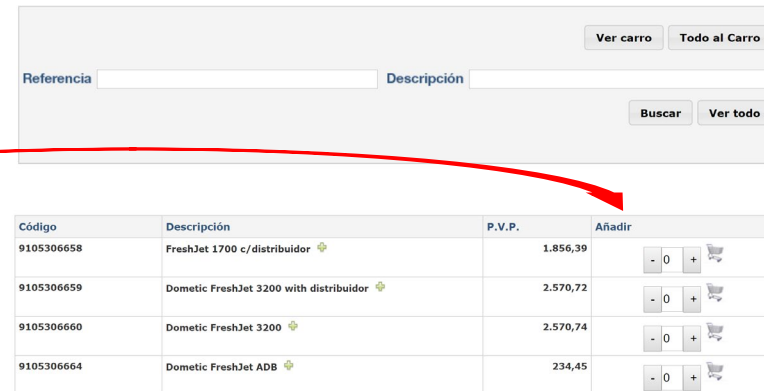 Ver carro Todo al Carro
Referencia Descripción
Buscar Ver todo
Código Descripción P.V.P. Añadir
9105306658 FreshJet 1700 c/distribuidor 1.856,39 - 0 +
9105306659 Dometic FreshJet 3200 with distribuidor 2.570,72 - 0 +
9105306660 Dometic FreshJet 3200 2.570,74 - 0 +
9105306664 Dometic FreshJet ADB 234,45 - 0 +